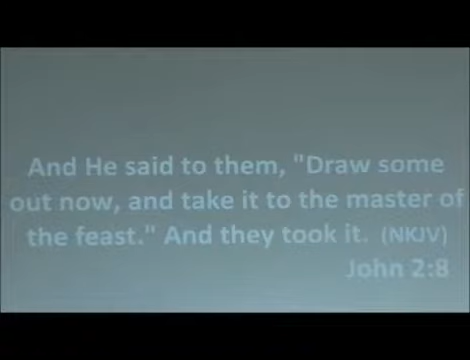 And He said to them, "Draw some
out now, and take it to the master of
the feast." And they took it. (NKJV)
John 2:8